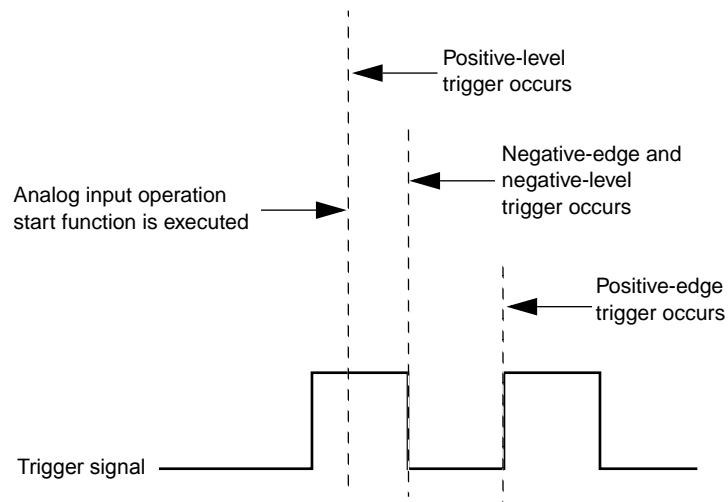 Positive-level
trigger occurs
Negative-edge and
negative-level
trigger occurs
Analog input operation
start function is executed
Positive-edge
trigger occurs
Trigger signal